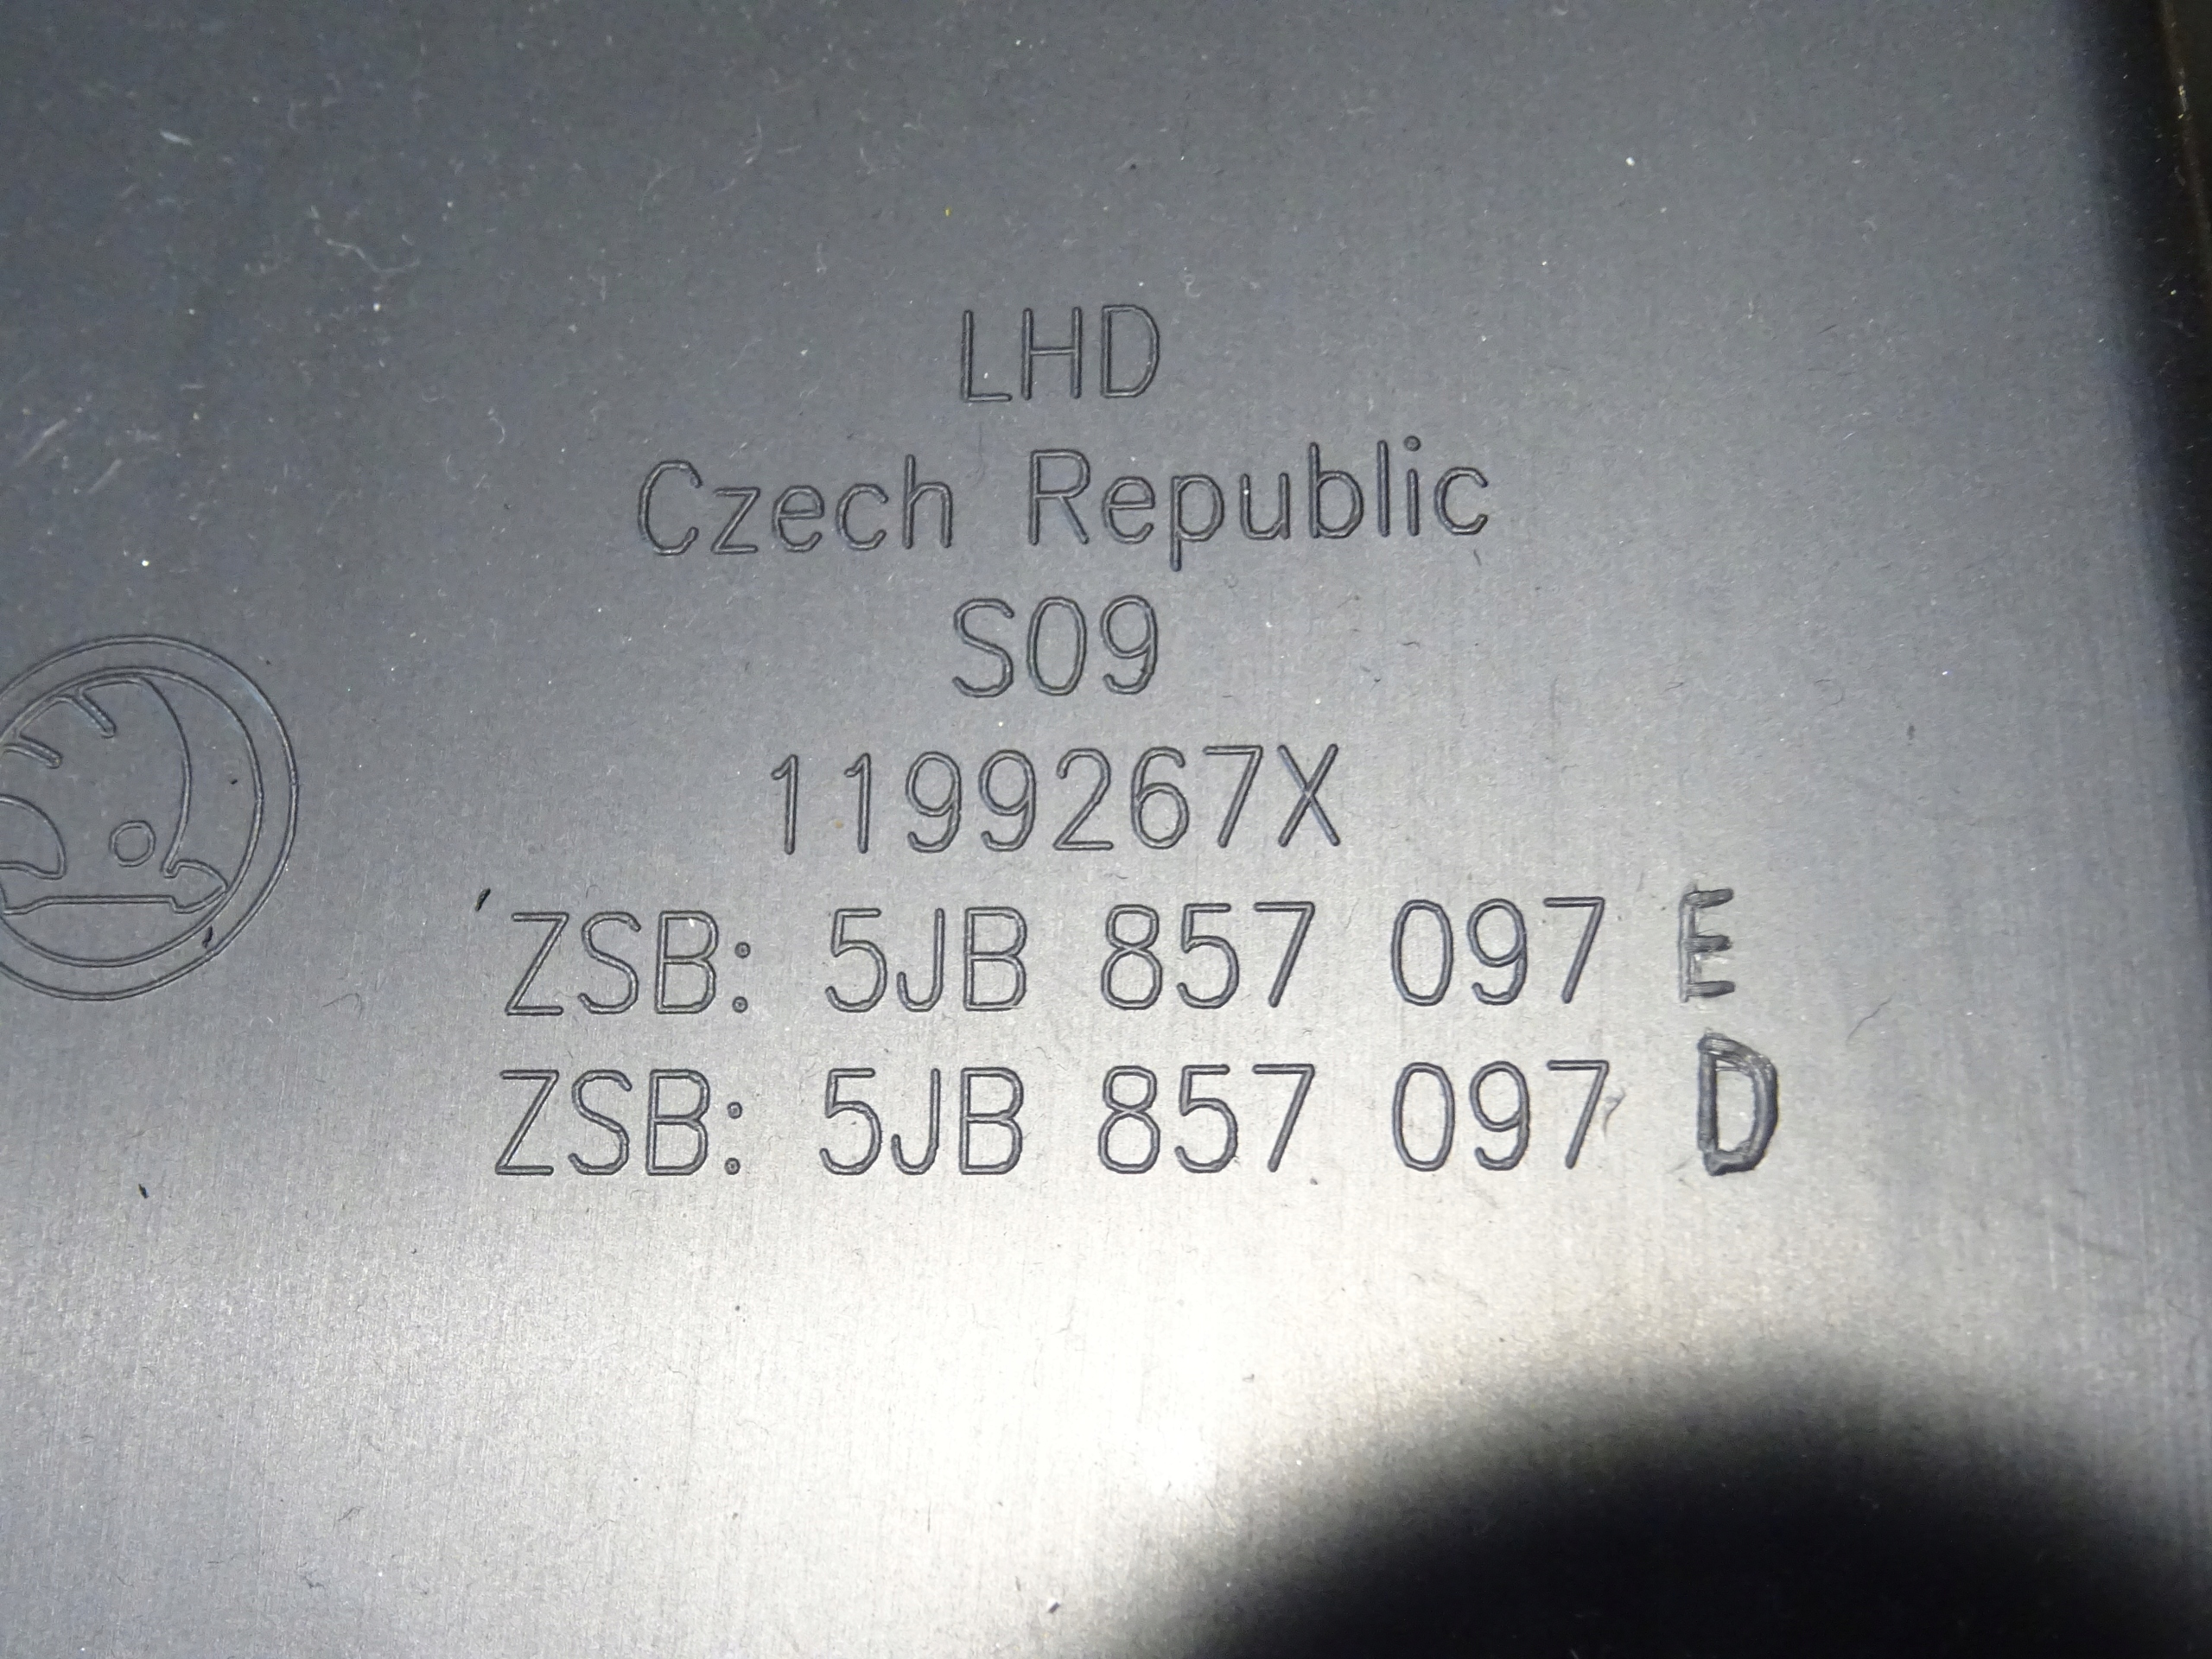 LHD
Czech Republic
S09
1199267X
ZSB: 5JB 857 097 E
ZSB: 5JB 857 097 D